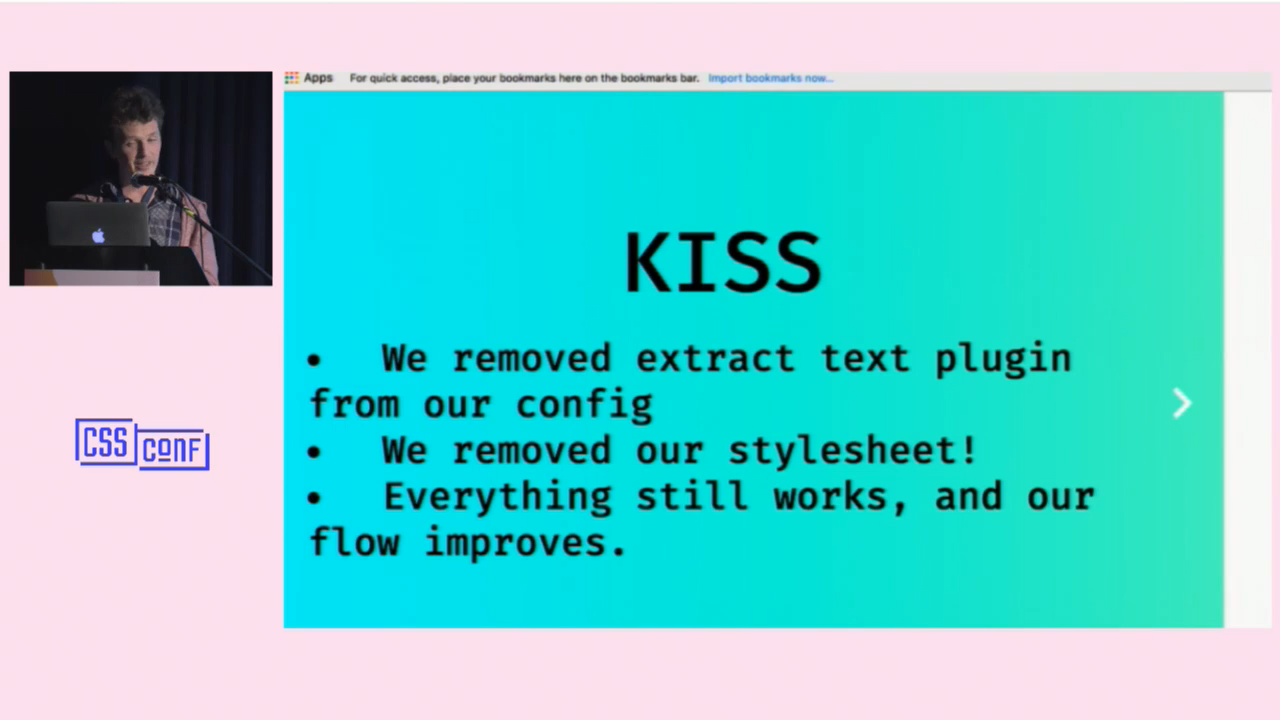 Apps For quick access, place your bookmarks here on the bookmarks bar. Import bookmarks now...
KISS
• We removed extract text plugin
from our config
• We removed our stylesheet!
• Everything still works, and our
flow improves.
CSS
CONF